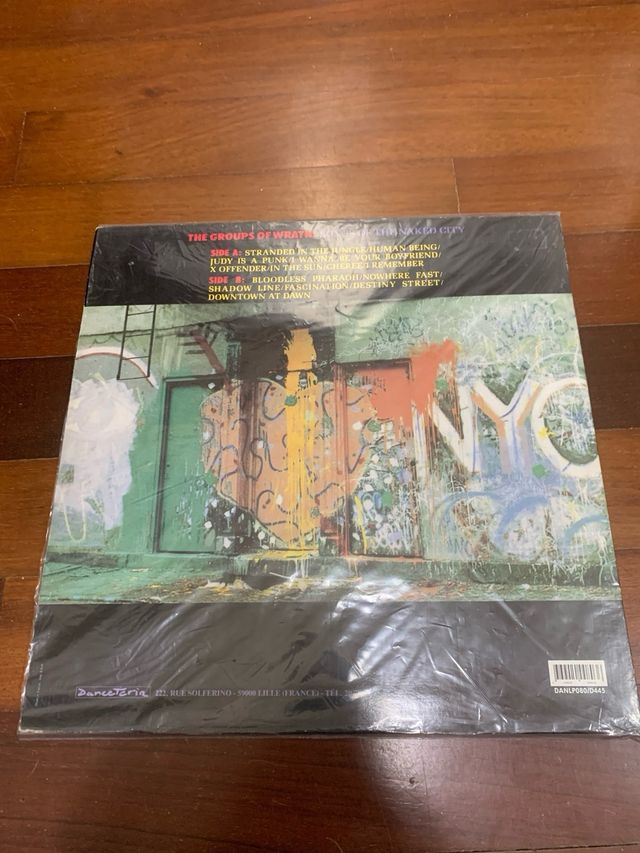 THE GROUPS OF WRATH THE NAKED CITY
SIDE A: STRANDED IN THE JUNGLE/HUMAN BEING/
JUDY IS A PUNK/I WANNA BE YOUR BOYFRIEND/
X OFFENDER/IN THE SUN/CHEREE/I REMEMBER
SIDE B: BLOODLESS PHARAOH/NOWHERE FAST/
SHADOW LINE/FASCINATION/DESTINY STREET/
DOWNTOWN AT DAWN
NYC
Danceteria 222, RUE SOLFERINO - 59000 LILLE (FRANCE) - TÉL. 20
DANLP080/D445